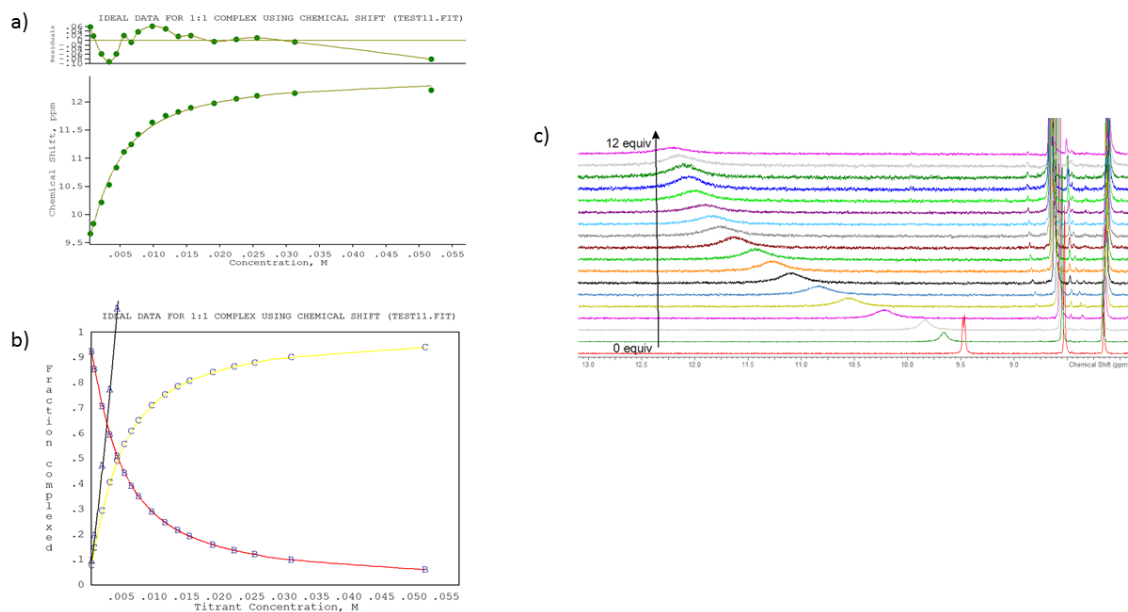 a)
IDEAL DATA FOR 1:1 COMPLEX USING CHEMICAL SHIFT (TEST11.FIT)
Residuals
.06
.04
.02
0
.10
Chemical Shift, ppm
12
11.5
11
10.5
10
9.5
.005 .010 .015 .020 .025 .030 .035 .040 .045 .050 .055
Concentration, M
b)
IDEAL DATA FOR 1:1 COMPLEX USING CHEMICAL SHIFT (TEST11.FIT)
Fraction complexed
1
.9
.8
.7
.6
.5
.4
.3
.2
.1
0
A
B
C
.005 .010 .015 .020 .025 .030 .035 .040 .045 .050 .055
Titrant Concentration, M
c)
12 equiv
0 equiv
13.0 12.5 12.0 11.5 11.0 10.5 10.0 9.5 9.0 Chemical Shift (ppm)